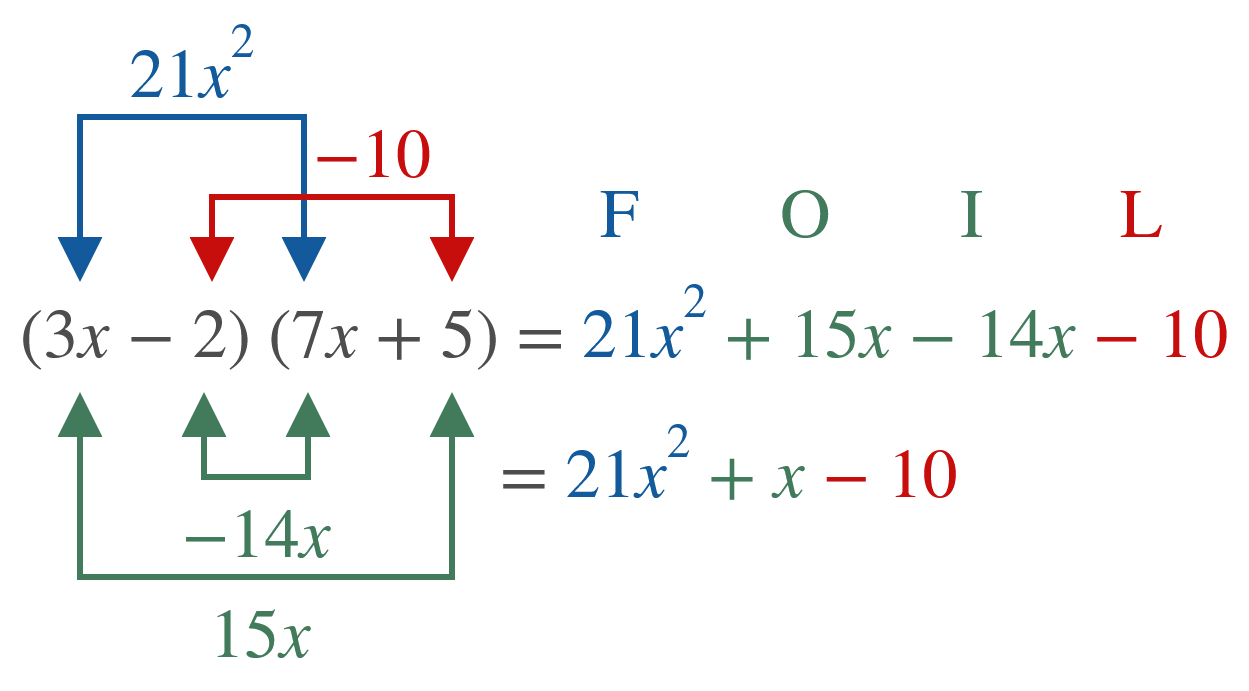 21x²
−10
F O I L
(3x − 2) (7x + 5) = 21x² + 15x − 14x − 10
= 21x² + x − 10
−14x
15x